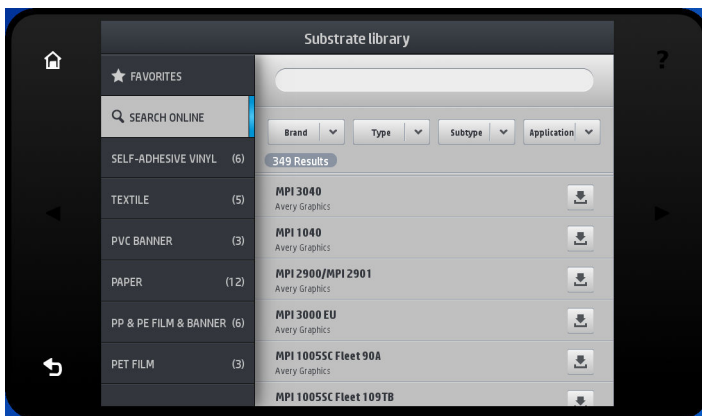 Substrate library
?
FAVORITES
SEARCH ONLINE
SELF-ADHESIVE VINYL (6)
TEXTILE (5)
PVC BANNER (3)
PAPER (12)
PP & PE FILM & BANNER (6)
PET FILM (3)
Brand Type Subtype Application
349 Results
MPI 3040
Avery Graphics
MPI 1040
Avery Graphics
MPI 2900/MPI 2901
Avery Graphics
MPI 3000 EU
Avery Graphics
MPI 1005SC Fleet 90A
Avery Graphics
MPI 1005SC Fleet 109TB